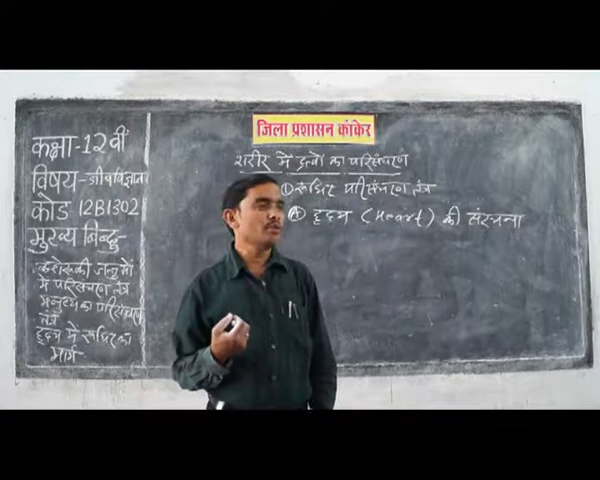 जिला प्रशासन कांकेर
कक्षा-12वीं
विषय-जीवविज्ञान
कोड 12B1302
मुख्य बिन्दु-
कशेरुकी जन्तुओं
में परिसंचरण तंत्र
मनुष्य का परिसंचरण
तंत्र
हृदय में रूधिर का
मार्ग-
शरीर में द्रवों का परिसंचरण
① रूधिर परिसंचरण तंत्र
Ⓐ हृदय (Heart) की संरचना